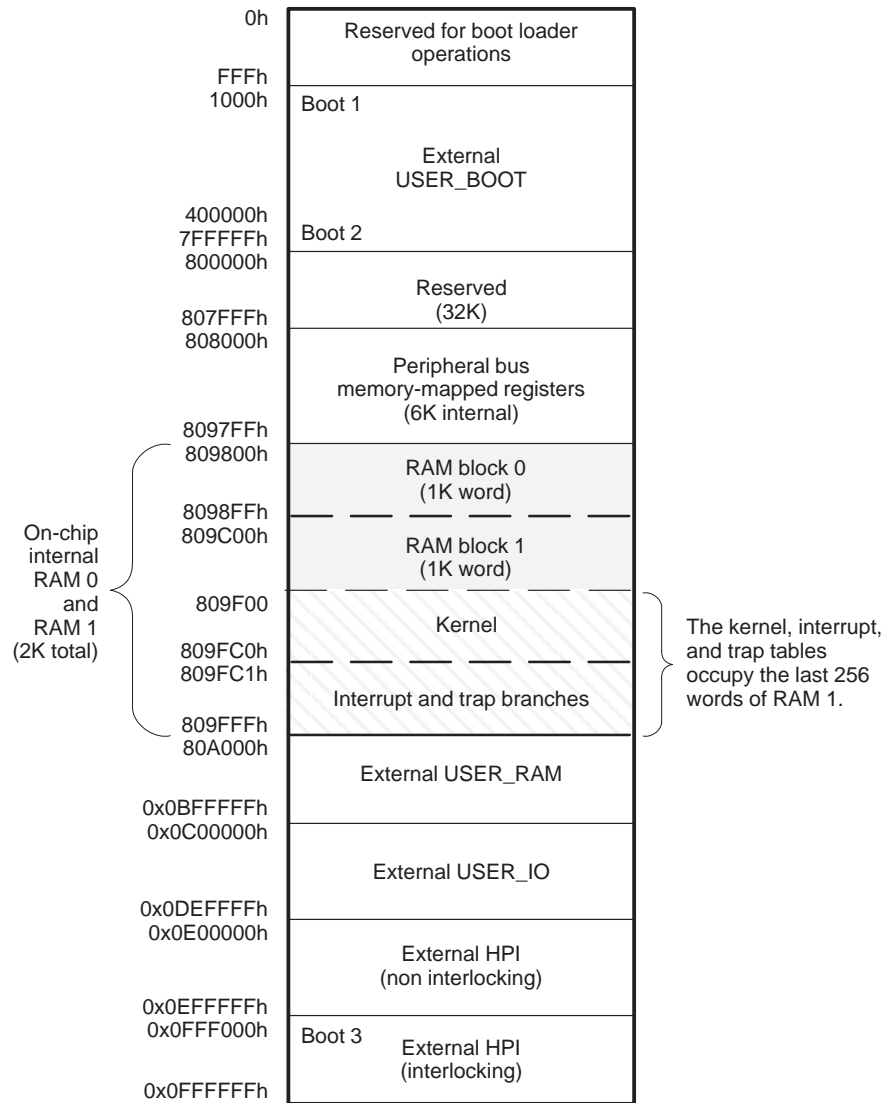 0h
Reserved for boot loader
operations
FFFh
1000h
Boot 1
External
USER_BOOT
400000h
7FFFFFh
Boot 2
800000h
Reserved
(32K)
807FFFh
808000h
Peripheral bus
memory-mapped registers
(6K internal)
8097FFh
809800h
RAM block 0
(1K word)
8098FFh
809C00h
On-chip
internal
RAM 0
and
RAM 1
(2K total)
RAM block 1
(1K word)
809F00
Kernel
809FC0h
809FC1h
The kernel, interrupt,
and trap tables
occupy the last 256
words of RAM 1.
Interrupt and trap branches
809FFFh
80A000h
External USER_RAM
0x0BFFFFFh
0x0C00000h
External USER_IO
0x0DEFFFFh
0x0E00000h
External HPI
(non interlocking)
0x0EFFFFFh
0x0FFF000h
Boot 3
External HPI
(interlocking)
0x0FFFFFFh